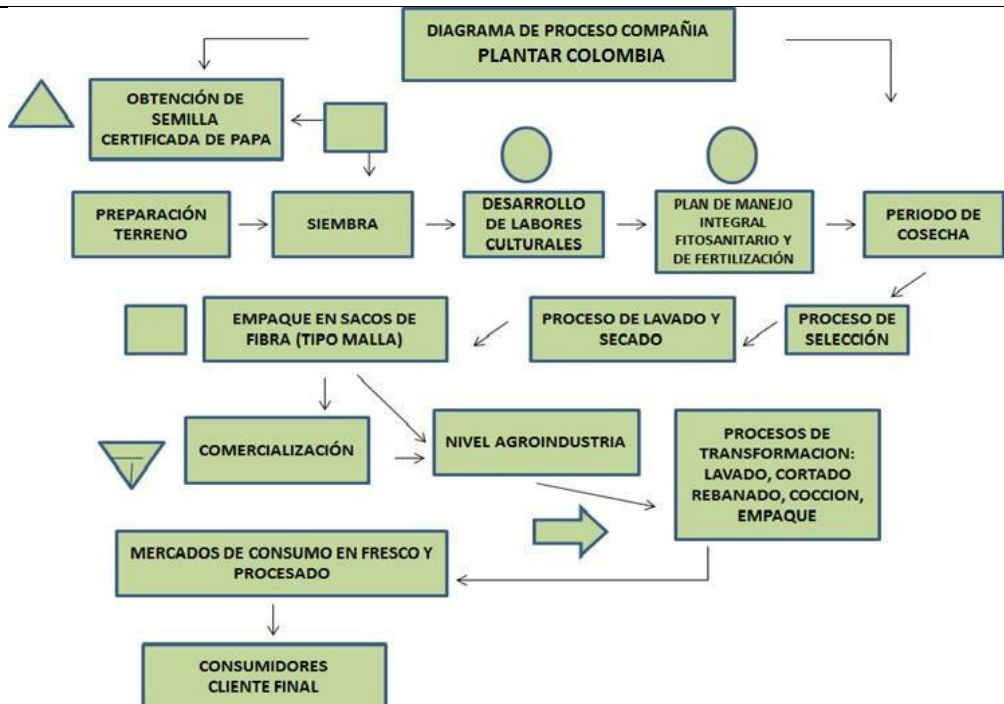 DIAGRAMA DE PROCESO COMPAÑIA
PLANTAR COLOMBIA
OBTENCIÓN DE
SEMILLA
CERTIFICADA DE PAPA
PREPARACIÓN
TERRENO
SIEMBRA
DESARROLLO
DE LABORES
CULTURALES
PLAN DE MANEJO
INTEGRAL
FITOSANITARIO Y
DE FERTILIZACIÓN
PERIODO DE
COSECHA
EMPAQUE EN SACOS DE
FIBRA (TIPO MALLA)
PROCESO DE LAVADO Y
SECADO
PROCESO DE
SELECCIÓN
COMERCIALIZACIÓN
NIVEL AGROINDUSTRIA
PROCESOS DE
TRANSFORMACION:
LAVADO, CORTADO
REBANADO, COCCION,
EMPAQUE
MERCADOS DE CONSUMO EN FRESCO Y
PROCESADO
CONSUMIDORES
CLIENTE FINAL